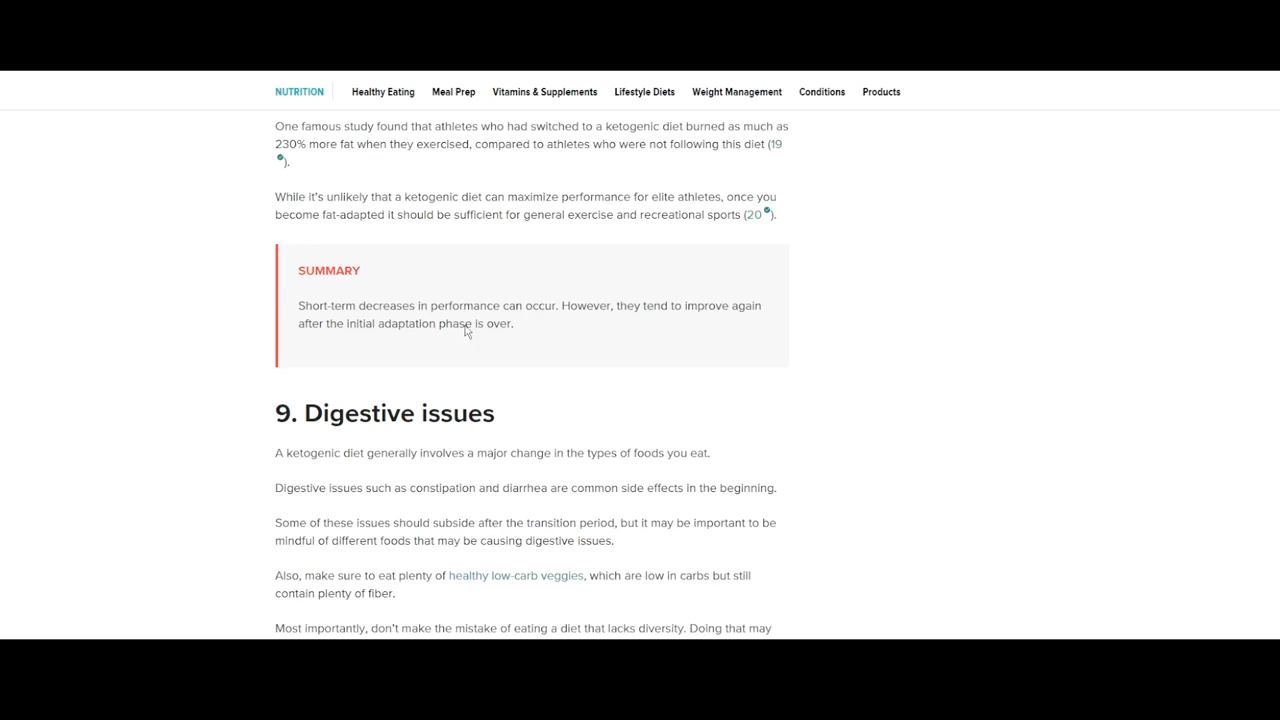 NUTRITION Healthy Eating Meal Prep Vitamins & Supplements Lifestyle Diets Weight Management Conditions Products
One famous study found that athletes who had switched to a ketogenic diet burned as much as
230% more fat when they exercised, compared to athletes who were not following this diet (19
).
While it’s unlikely that a ketogenic diet can maximize performance for elite athletes, once you
become fat-adapted it should be sufficient for general exercise and recreational sports (20 ).
SUMMARY
Short-term decreases in performance can occur. However, they tend to improve again
after the initial adaptation phase is over.
9. Digestive issues
A ketogenic diet generally involves a major change in the types of foods you eat.
Digestive issues such as constipation and diarrhea are common side effects in the beginning.
Some of these issues should subside after the transition period, but it may be important to be
mindful of different foods that may be causing digestive issues.
Also, make sure to eat plenty of healthy low-carb veggies, which are low in carbs but still
contain plenty of fiber.
Most importantly, don’t make the mistake of eating a diet that lacks diversity. Doing that may